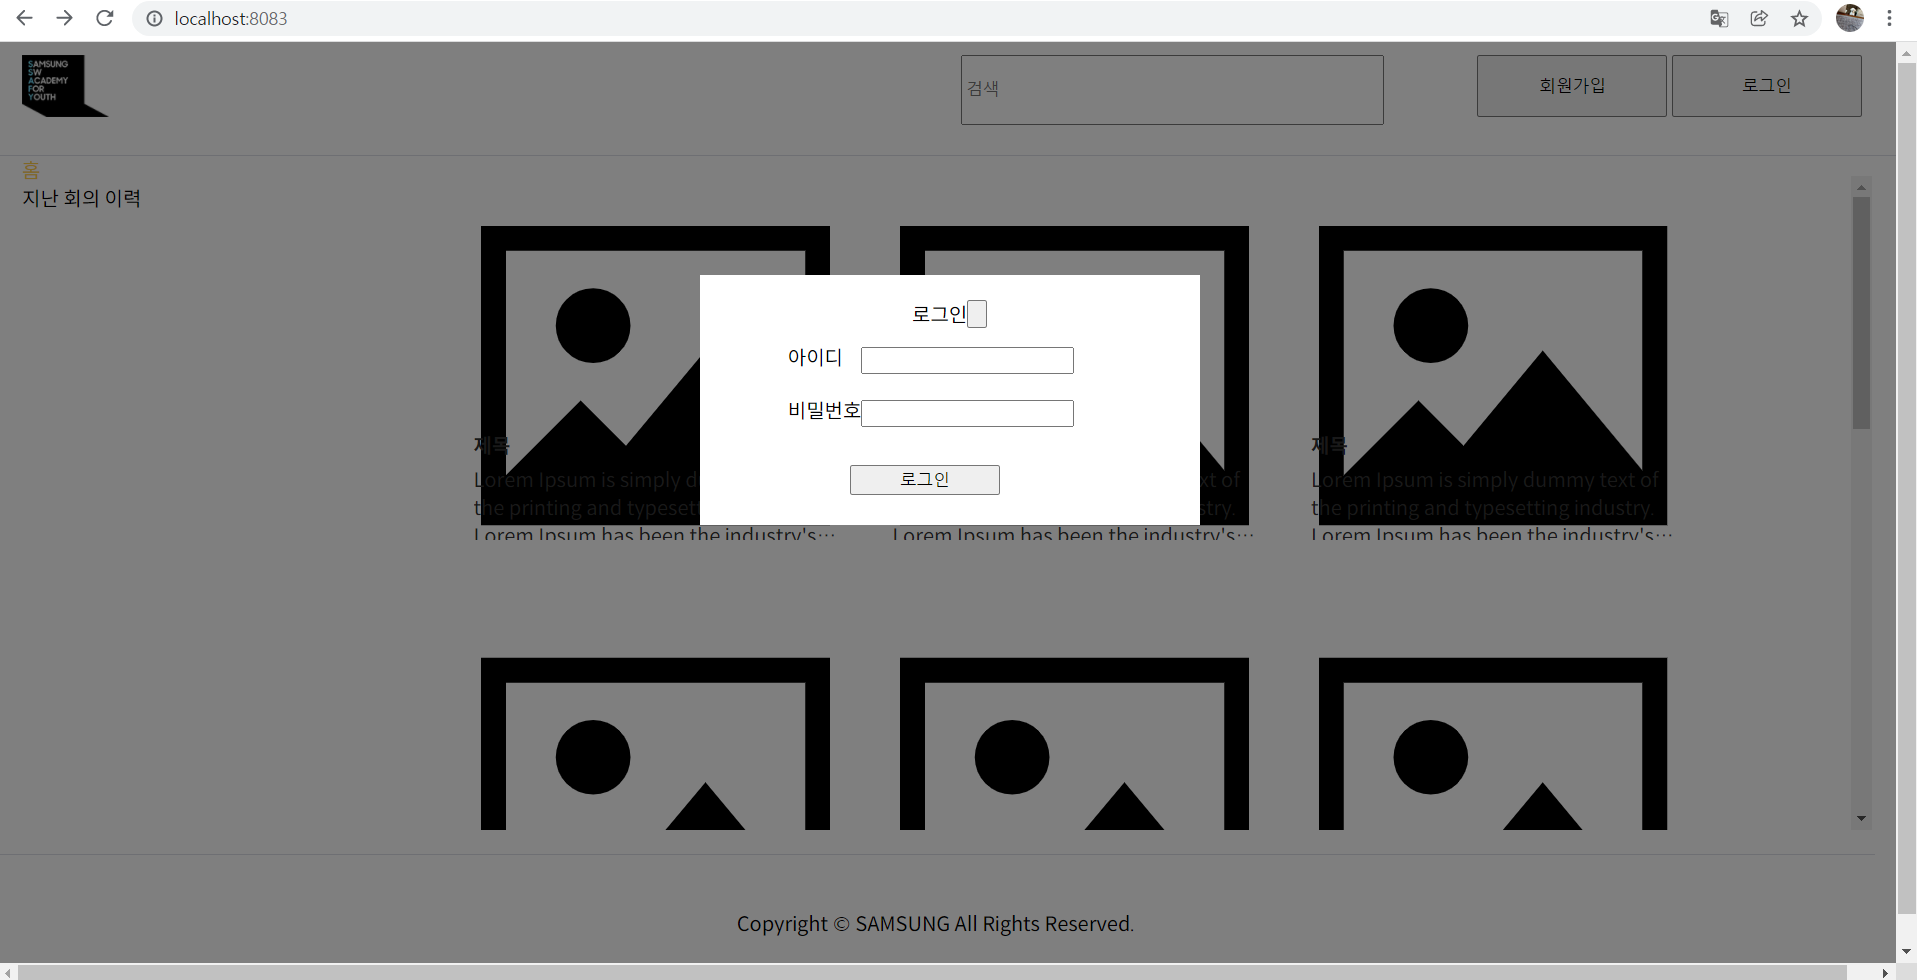 localhost:8083
SAMSUNG
SW
ACADEMY
FOR
YOUTH
검색
회원가입
로그인
홈
지난 회의 이력
로그인
아이디
비밀번호
로그인
제목
Lorem Ipsum is simply d
the printing and typeset
Lorem Ipsum has been the industry's…
xt of
stry.
Lorem Ipsum has been the industry's…
제목
Lorem Ipsum is simply dummy text of
the printing and typesetting industry.
Lorem Ipsum has been the industry's…
Copyright © SAMSUNG All Rights Reserved.